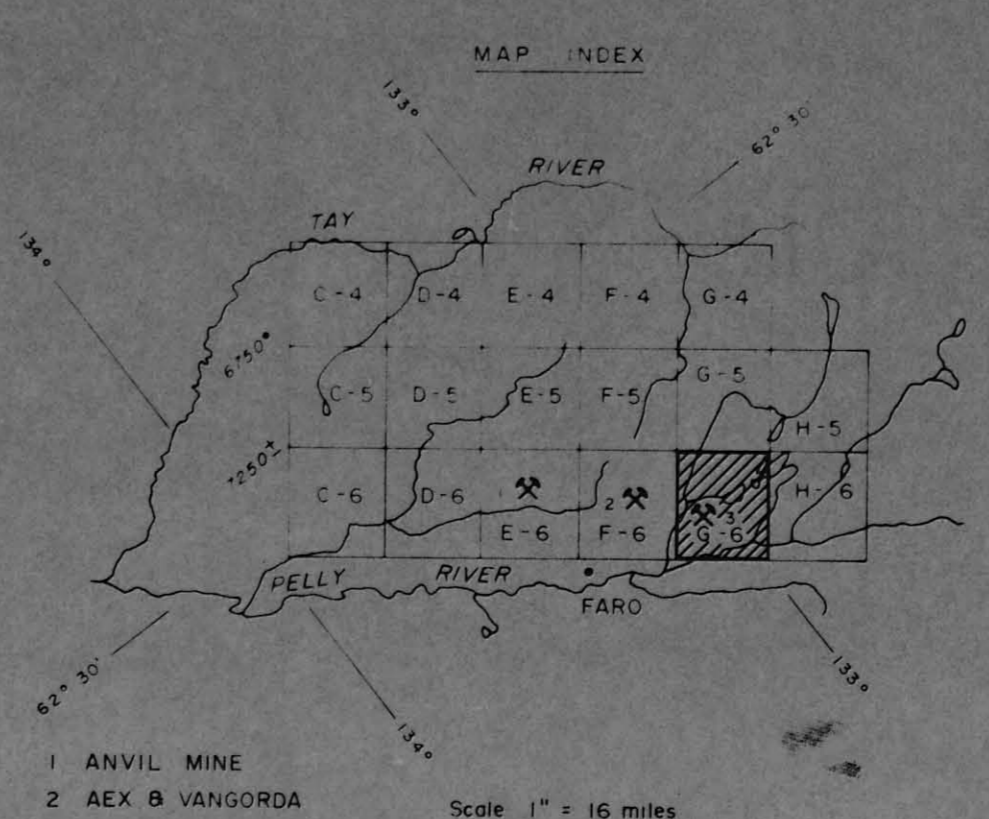 MAP INDEX
133°
62° 30'
RIVER
TAY
134°
C-4 D-4 E-4 F-4 G-4
6750°
C-5 D-5 E-5 F-5 G-5
H-5
7250±
C-6 D-6 1 2 H-6
3
E-6 F-6 G-6
PELLY RIVER
FARO
62° 30'
134°
133°
1 ANVIL MINE
2 AEX & VANGORDA
Scale 1" = 16 miles